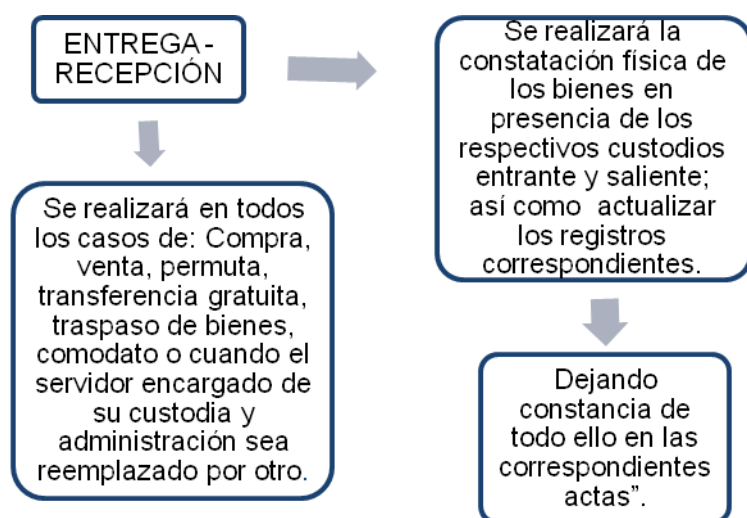 ENTREGA -
RECEPCIÓN
Se realizará en todos
los casos de: Compra,
venta, permuta,
transferencia gratuita,
traspaso de bienes,
comodato o cuando el
servidor encargado de
su custodia y
administración sea
reemplazado por otro.
Se realizará la
constatación física de
los bienes en
presencia de los
respectivos custodios
entrante y saliente;
así como actualizar
los registros
correspondientes.
Dejando
constancia de
todo ello en las
correspondientes
actas”.